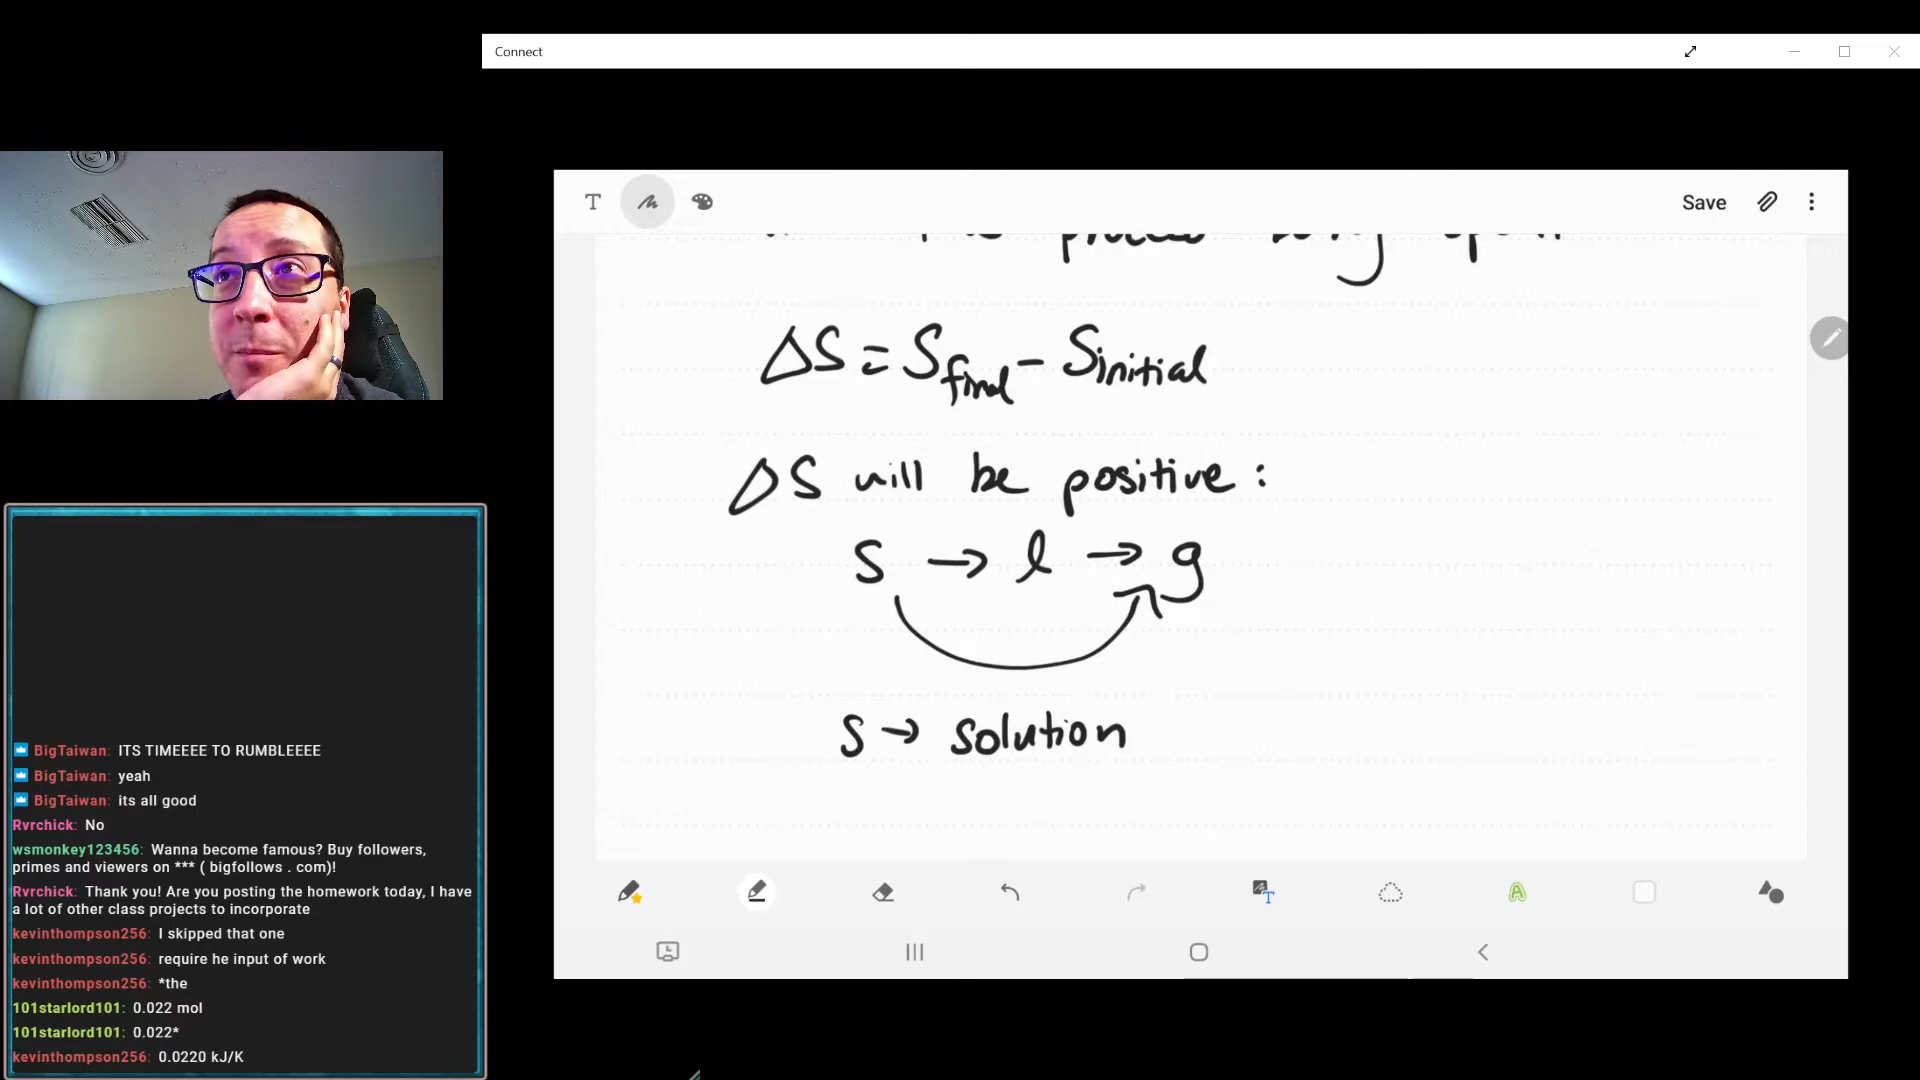 Connect
T
Save
process
ΔS = Sfinal - Sinitial
ΔS will be positive:
s → l → g
s → solution
BigTaiwan: ITS TIMEEEE TO RUMBLEEEE
BigTaiwan: yeah
BigTaiwan: its all good
Rvrchick: No
wsmonkey123456: Wanna become famous? Buy followers,
primes and viewers on *** ( bigfollows . com)!
Rvrchick: Thank you! Are you posting the homework today, I have
a lot of other class projects to incorporate
kevinthompson256: I skipped that one
kevinthompson256: require he input of work
kevinthompson256: *the
101starlord101: 0.022 mol
101starlord101: 0.022*
kevinthompson256: 0.0220 kJ/K